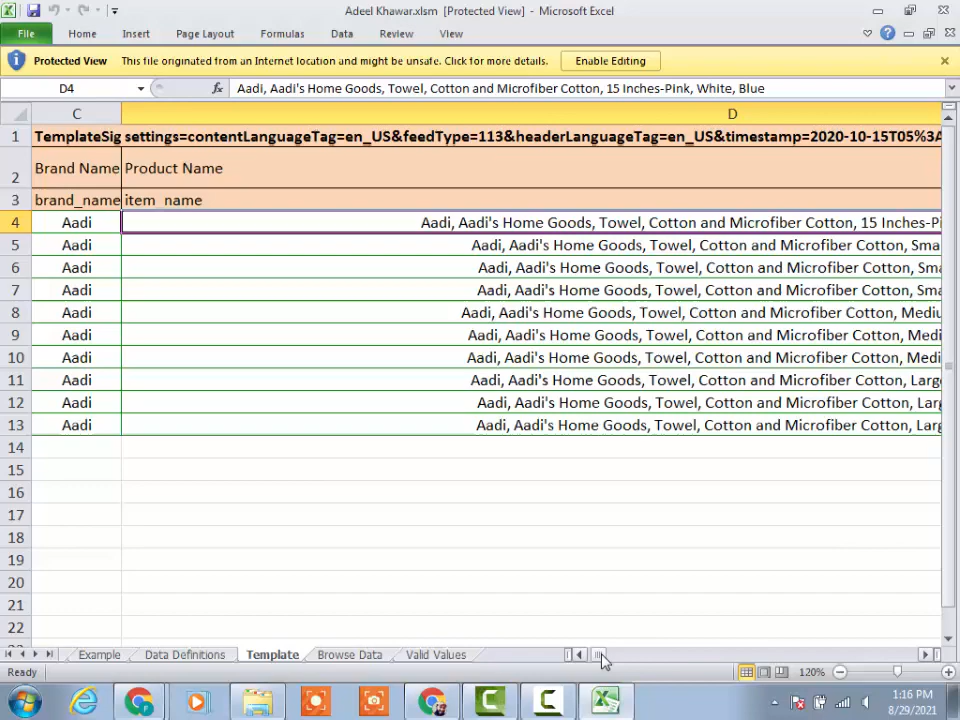 Adeel Khawar.xlsm [Protected View] - Microsoft Excel
File Home Insert Page Layout Formulas Data Review View
Protected View This file originated from an Internet location and might be unsafe. Click for more details. Enable Editing
D4 fx Aadi, Aadi's Home Goods, Towel, Cotton and Microfiber Cotton, 15 Inches-Pink, White, Blue
C D
1 TemplateSig settings=contentLanguageTag=en_US&feedType=113&headerLanguageTag=en_US&timestamp=2020-10-15T05%3A
2 Brand Name Product Name
3 brand_name item_name
4 Aadi Aadi, Aadi's Home Goods, Towel, Cotton and Microfiber Cotton, 15 Inches-Pi
5 Aadi Aadi, Aadi's Home Goods, Towel, Cotton and Microfiber Cotton, Sma
6 Aadi Aadi, Aadi's Home Goods, Towel, Cotton and Microfiber Cotton, Sma
7 Aadi Aadi, Aadi's Home Goods, Towel, Cotton and Microfiber Cotton, Sma
8 Aadi Aadi, Aadi's Home Goods, Towel, Cotton and Microfiber Cotton, Mediu
9 Aadi Aadi, Aadi's Home Goods, Towel, Cotton and Microfiber Cotton, Medi
10 Aadi Aadi, Aadi's Home Goods, Towel, Cotton and Microfiber Cotton, Medi
11 Aadi Aadi, Aadi's Home Goods, Towel, Cotton and Microfiber Cotton, Large
12 Aadi Aadi, Aadi's Home Goods, Towel, Cotton and Microfiber Cotton, Larg
13 Aadi Aadi, Aadi's Home Goods, Towel, Cotton and Microfiber Cotton, Larg
14
15
16
17
18
19
20
21
22
Example Data Definitions Template Browse Data Valid Values
Ready 120%
1:16 PM
8/29/2021